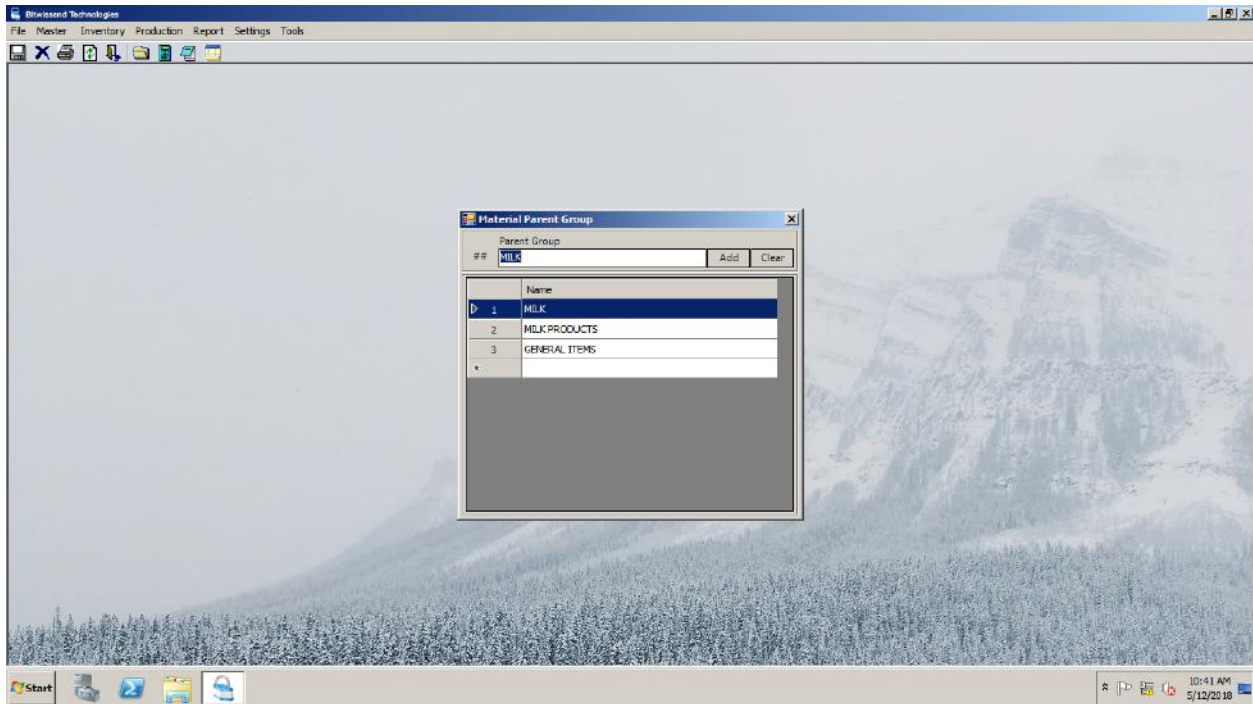 Bitwissend Technologies
File Master Inventory Production Report Settings Tools
Material Parent Group
Parent Group
## MILK Add Clear
Name
1 MILK
2 MILK PRODUCTS
3 GENERAL ITEMS
*
Start
10:41 AM
5/12/2018